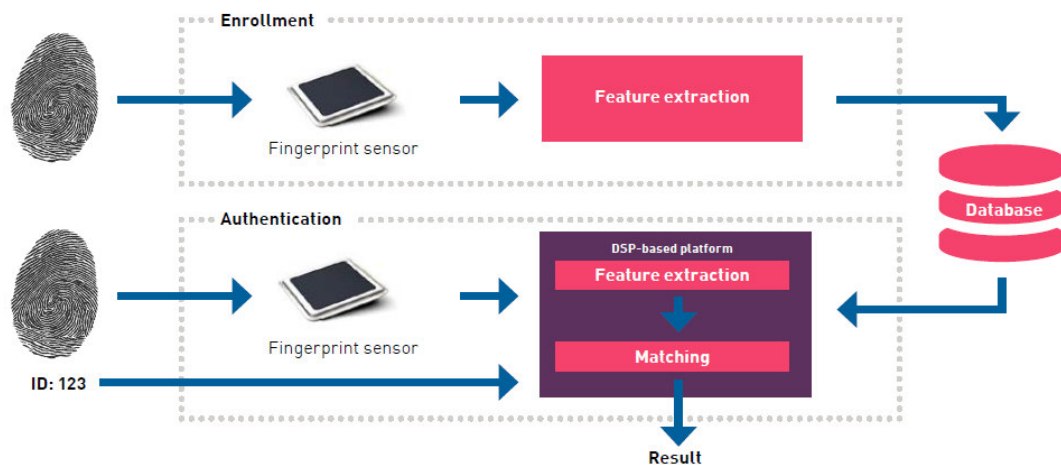 Enrollment
Fingerprint sensor
Feature extraction
Database
Authentication
Fingerprint sensor
DSP-based platform
Feature extraction
Matching
ID: 123
Result